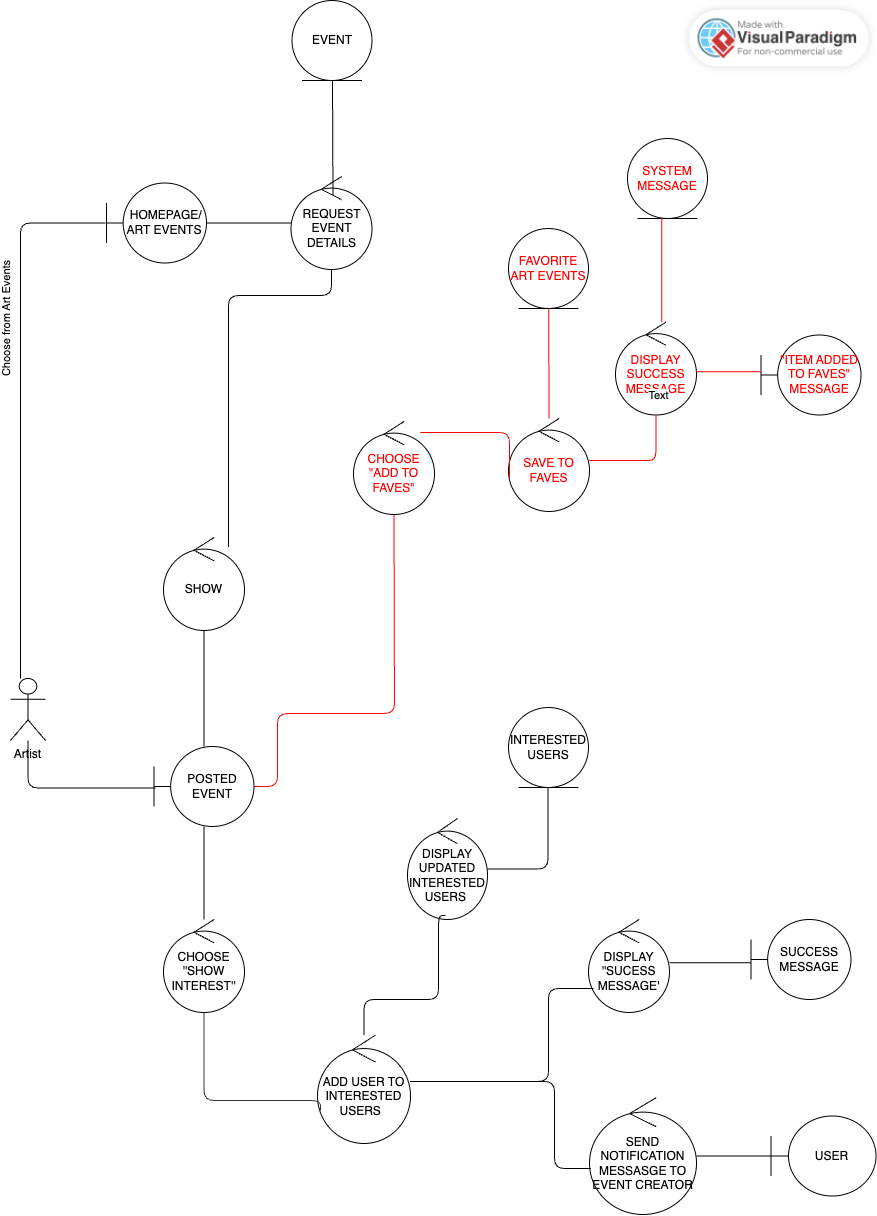 EVENT
Made with
VisualParadigm
For non-commercial use
SYSTEM
MESSAGE
HOMEPAGE/
ART EVENTS
REQUEST
EVENT
DETAILS
FAVORITE
ART EVENTS
Choose from Art Events
DISPLAY
SUCCESS
MESSAGE
Text
"ITEM ADDED
TO FAVES"
MESSAGE
CHOOSE
"ADD TO
FAVES"
SAVE TO
FAVES
SHOW
Artist
POSTED
EVENT
INTERESTED
USERS
DISPLAY
UPDATED
INTERESTED
USERS
CHOOSE
"SHOW
INTEREST"
DISPLAY
"SUCESS
MESSAGE'
SUCCESS
MESSAGE
ADD USER TO
INTERESTED
USERS
SEND
NOTIFICATION
MESSASGE TO
EVENT CREATOR
USER